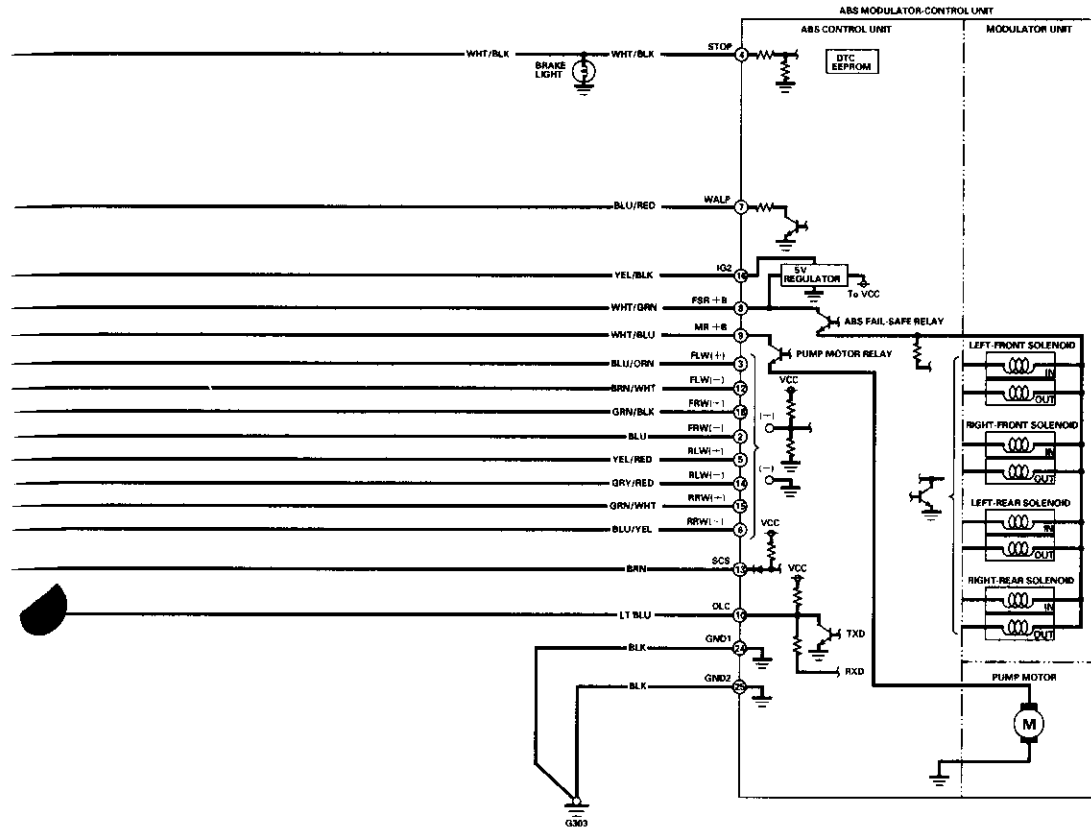 ABS MODULATOR-CONTROL UNIT
ABS CONTROL UNIT
MODULATOR UNIT
WHT/BLK
WHT/BLK
STOP
4
BRAKE
LIGHT
DTC
EEPROM
BLU/RED
WALP
7
YEL/BLK
IG2
5V
REGULATOR
To VCC
WHT/GRN
FSR +B
8
ABS FAIL-SAFE RELAY
WHT/BLU
MR +B
9
PUMP MOTOR RELAY
BLU/ORN
FLW(+)
3
BRN/WHT
FLW(−)
12
GRN/BLK
FRW(+)
BLU
FRW(−)
2
YEL/RED
RLW(+)
5
GRY/RED
RLW(−)
14
GRN/WHT
RRW(+)
15
BLU/YEL
RRW(−)
6
VCC
(+)
(−)
LEFT-FRONT SOLENOID
IN
OUT
RIGHT-FRONT SOLENOID
IN
OUT
LEFT-REAR SOLENOID
IN
OUT
RIGHT-REAR SOLENOID
IN
OUT
BRN
SCS
13
VCC
VCC
LT BLU
DLC
10
TXD
RXD
BLK
GND1
24
BLK
GND2
25
PUMP MOTOR
M
G303